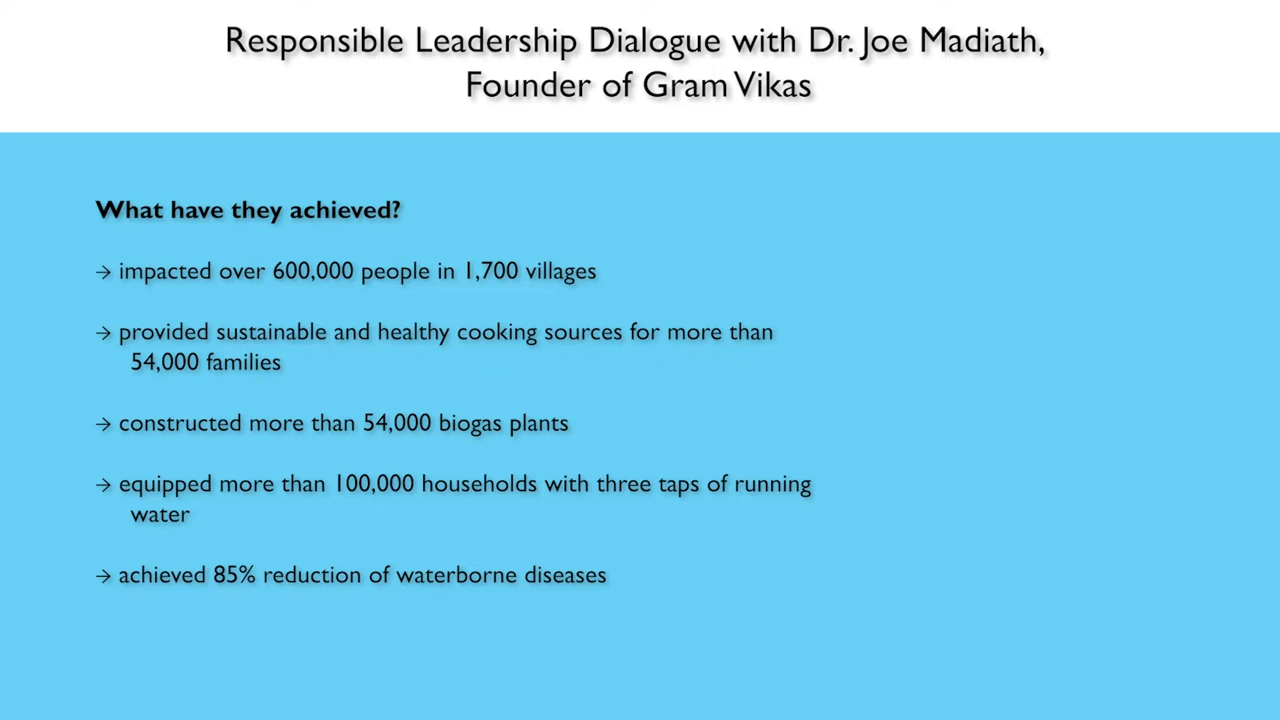 Responsible Leadership Dialogue with Dr. Joe Madiath,
Founder of Gram Vikas
What have they achieved?
→ impacted over 600,000 people in 1,700 villages
→ provided sustainable and healthy cooking sources for more than
54,000 families
→ constructed more than 54,000 biogas plants
→ equipped more than 100,000 households with three taps of running
water
→ achieved 85% reduction of waterborne diseases